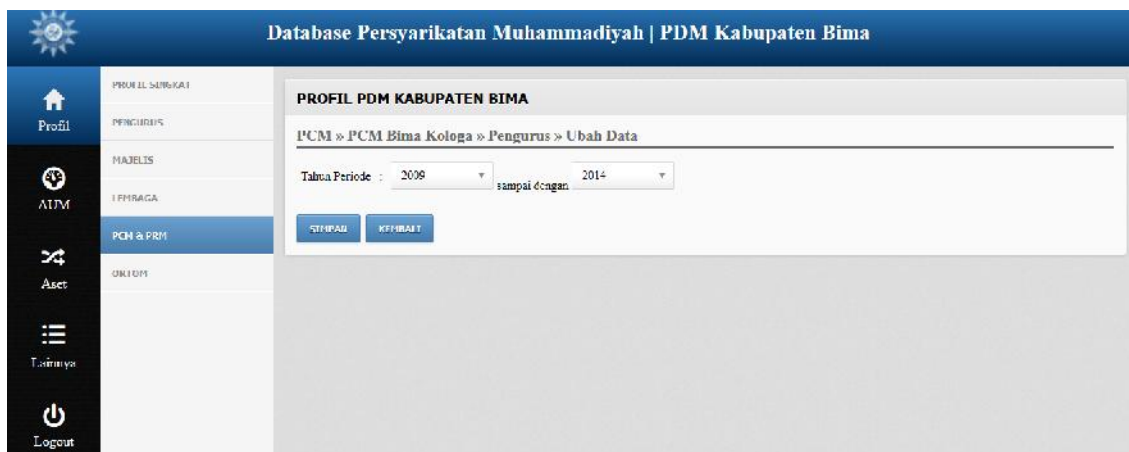 Database Persyarikatan Muhammadiyah | PDM Kabupaten Bima
Profil
AUM
Aset
Lainnya
Logout
PROFIL SINGKAT
PENGURUS
MAJELIS
LEMBAGA
PCM & PRM
ORTOM
PROFIL PDM KABUPATEN BIMA
PCM » PCM Bima Kologa » Pengurus » Ubah Data
Tahun Periode : 2009 sampai dengan 2014
SIMPAN KEMBALI